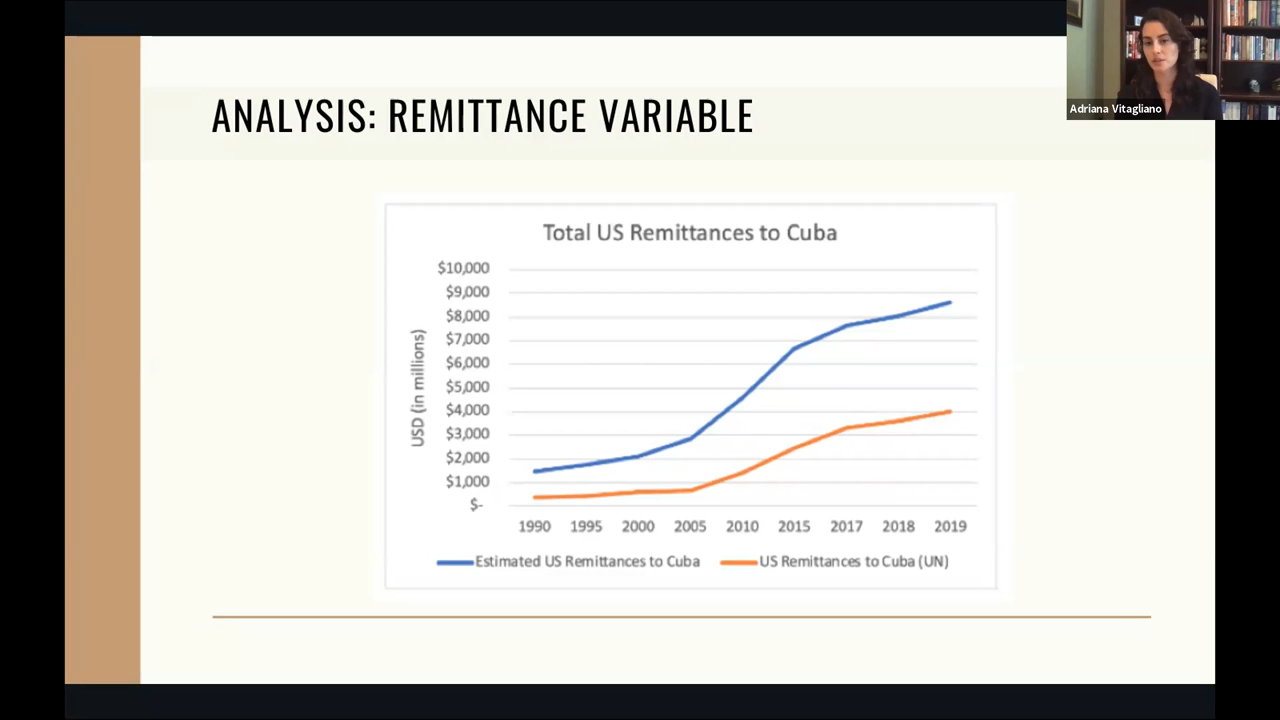 Adriana Vitagliano
ANALYSIS: REMITTANCE VARIABLE
Total US Remittances to Cuba
USD (in millions)
$10,000
$9,000
$8,000
$7,000
$6,000
$5,000
$4,000
$3,000
$2,000
$1,000
$-
1990 1995 2000 2005 2010 2015 2017 2018 2019
Estimated US Remittances to Cuba US Remittances to Cuba (UN)